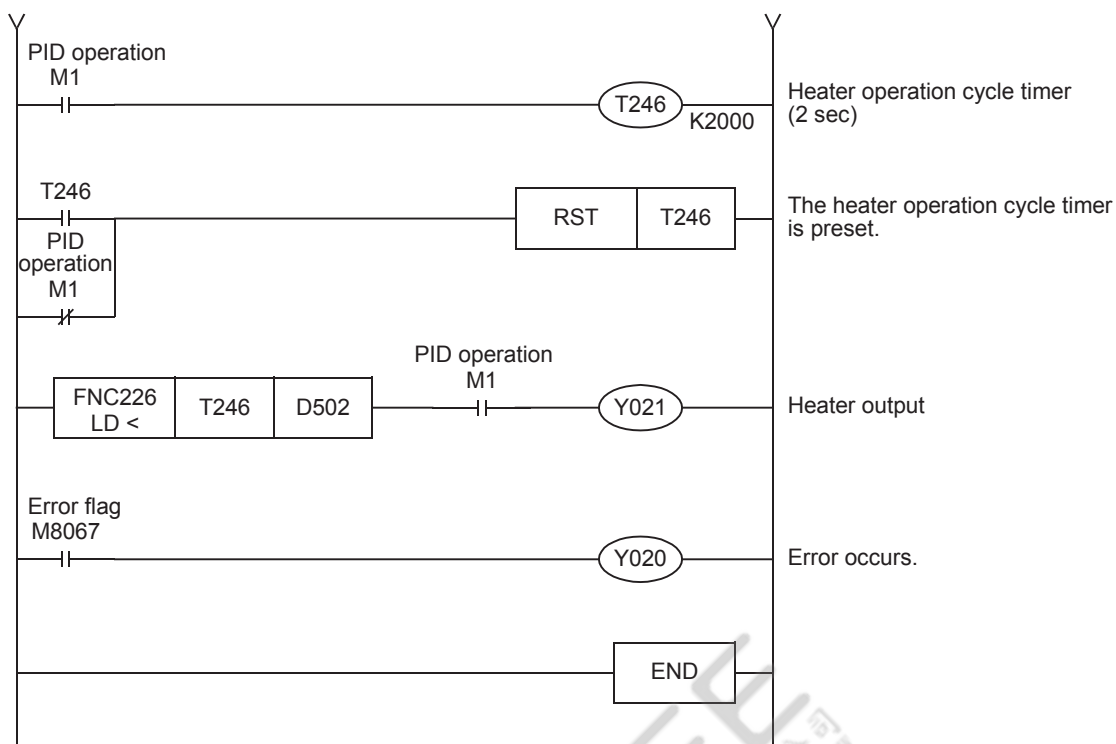 PID operation
M1
T246
K2000
Heater operation cycle timer
(2 sec)
T246
PID
operation
M1
RST
T246
The heater operation cycle timer
is preset.
FNC226
LD <
T246
D502
PID operation
M1
Y021
Heater output
Error flag
M8067
Y020
Error occurs.
END